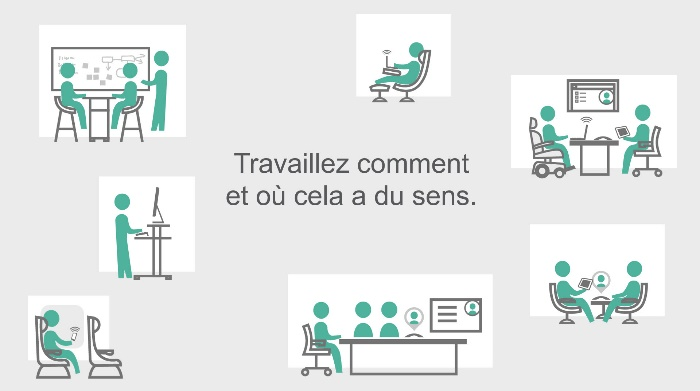 Travaillez comment
et où cela a du sens.